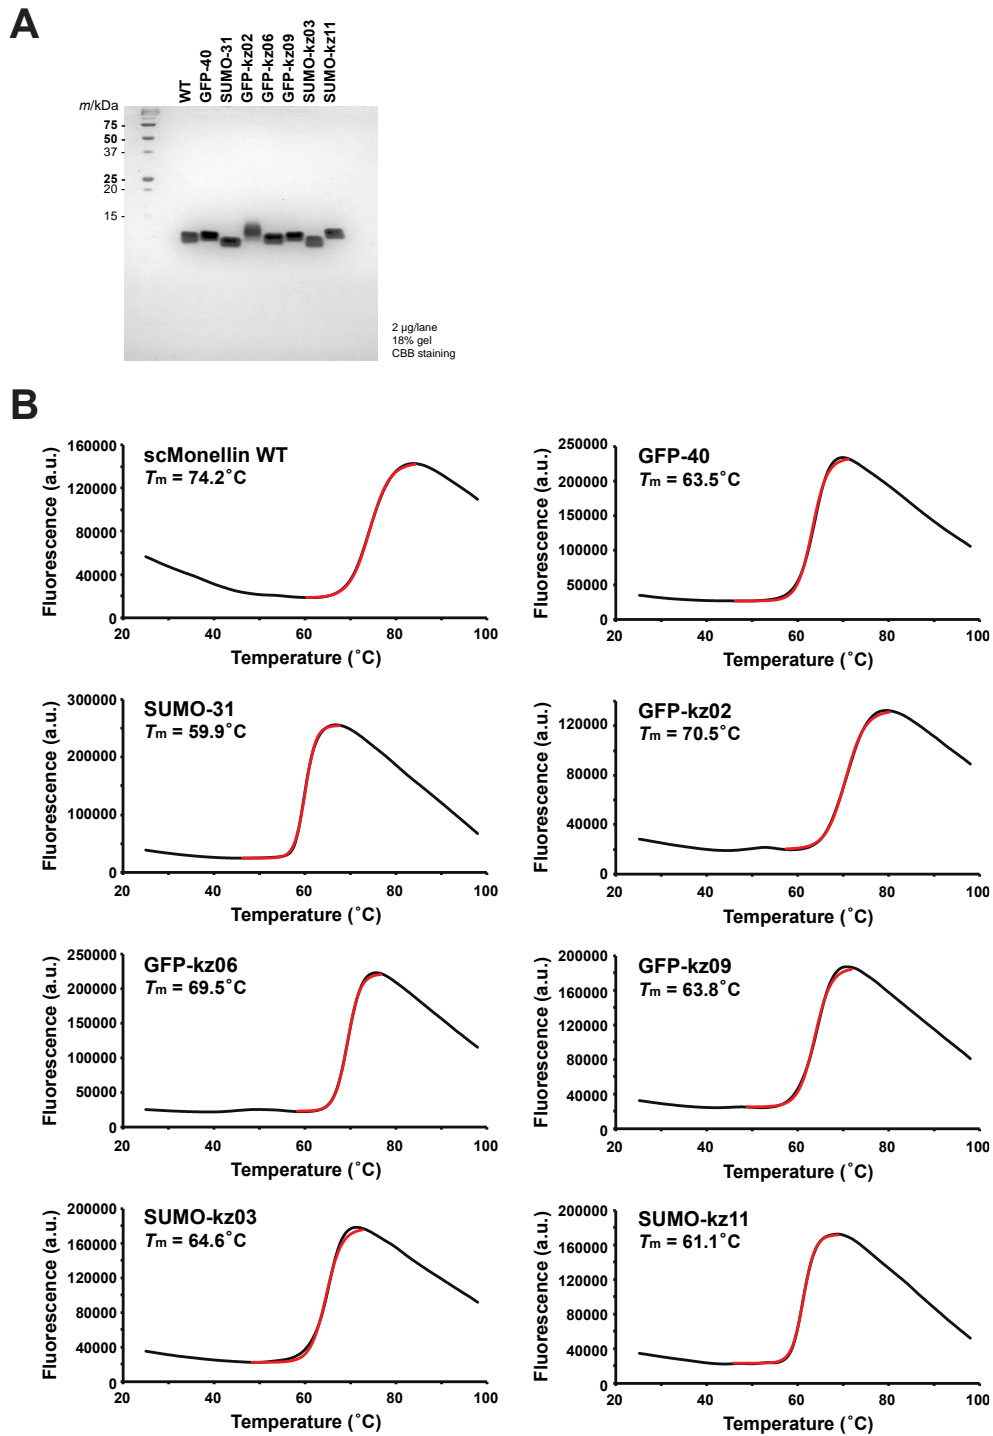 A
WT
GFP-40
SUMO-31
GFP-kz02
GFP-kz06
GFP-kz09
SUMO-kz03
SUMO-kz11
m/kDa
75 -
50 -
37 -
25 -
20 -
15 -
2 µg/lane
18% gel
CBB staining
B
scMonellin WT
Tm = 74.2˚C
Fluorescence (a.u.)
160000
120000
80000
40000
0
20 40 60 80 100
Temperature (˚C)
GFP-40
Tm = 63.5˚C
Fluorescence (a.u.)
250000
200000
150000
100000
50000
0
20 40 60 80 100
Temperature (˚C)
SUMO-31
Tm = 59.9˚C
Fluorescence (a.u.)
300000
200000
100000
0
20 40 60 80 100
Temperature (˚C)
GFP-kz02
Tm = 70.5˚C
Fluorescence (a.u.)
120000
80000
40000
0
20 40 60 80 100
Temperature (˚C)
GFP-kz06
Tm = 69.5˚C
Fluorescence (a.u.)
250000
200000
150000
100000
50000
0
20 40 60 80 100
Temperature (˚C)
GFP-kz09
Tm = 63.8˚C
Fluorescence (a.u.)
200000
160000
120000
80000
40000
0
20 40 60 80 100
Temperature (˚C)
SUMO-kz03
Tm = 64.6˚C
Fluorescence (a.u.)
200000
160000
120000
80000
40000
0
20 40 60 80 100
Temperature (˚C)
SUMO-kz11
Tm = 61.1˚C
Fluorescence (a.u.)
200000
160000
120000
80000
40000
0
20 40 60 80 100
Temperature (˚C)